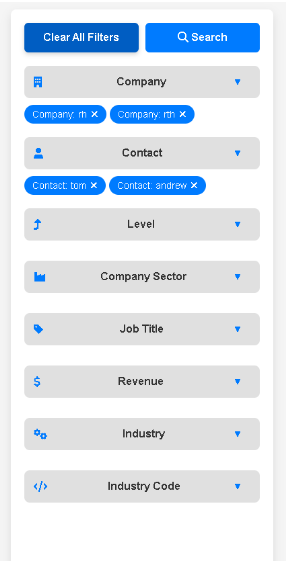 Clear All Filters
Search
Company
Company: rh ✕ Company: rth ✕
Contact
Contact: tom ✕ Contact: andrew ✕
Level
Company Sector
Job Title
Revenue
Industry
Industry Code